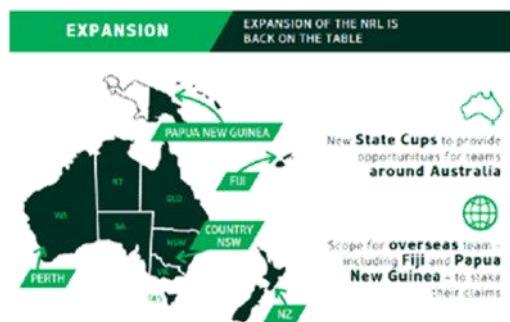 EXPANSION
EXPANSION OF THE NRL IS
BACK ON THE TABLE
PAPUA NEW GUINEA
FIJI
NT
QLD
WA
SA
NSW
COUNTRY
NSW
VIC
PERTH
TAS
NZ
New State Cups to provide
opportunitues for teams
around Australia
Scope for overseas team -
including Fiji and Papua
New Guinea - to stake
their claims